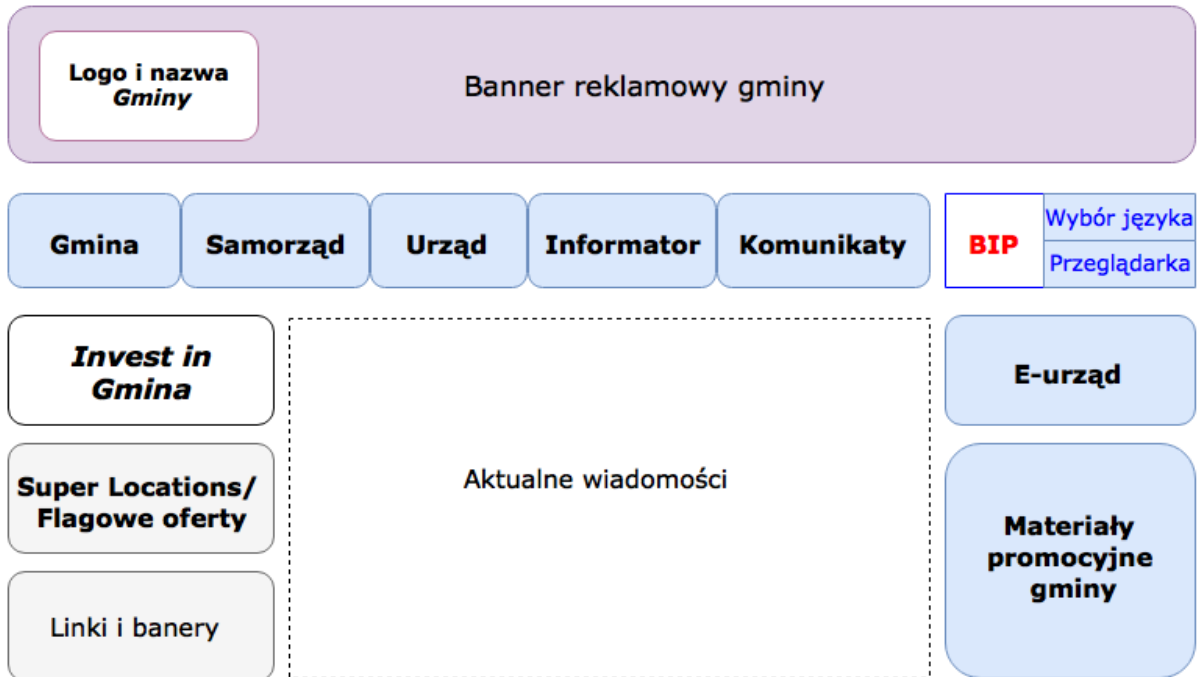 Logo i nazwa
Gminy
Banner reklamowy gminy
Gmina
Samorząd
Urząd
Informator
Komunikaty
BIP
Wybór języka
Przeglądarka
Invest in
Gmina
Super Locations/
Flagowe oferty
Linki i banery
Aktualne wiadomości
E-urząd
Materiały
promocyjne
gminy